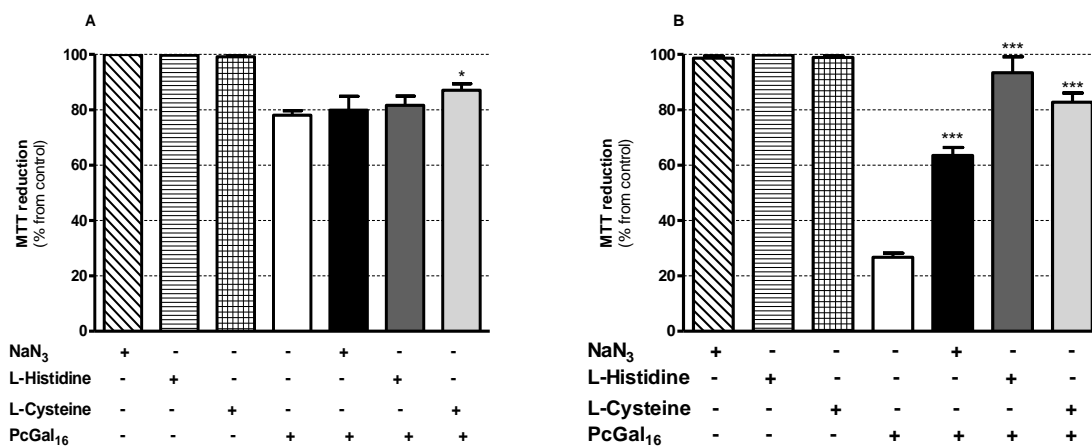 A
MTT reduction
(% from control)
100
80
60
40
20
0
*
NaN3 + - - - + - -
L-Histidine - + - - - + -
L-Cysteine - - + - - - +
PcGal16 - - - + + + +
B
MTT reduction
(% from control)
100
80
60
40
20
0
***
***
***
NaN3 + - - - + - -
L-Histidine - + - - - + -
L-Cysteine - - + - - - +
PcGal16 - - - + + + +